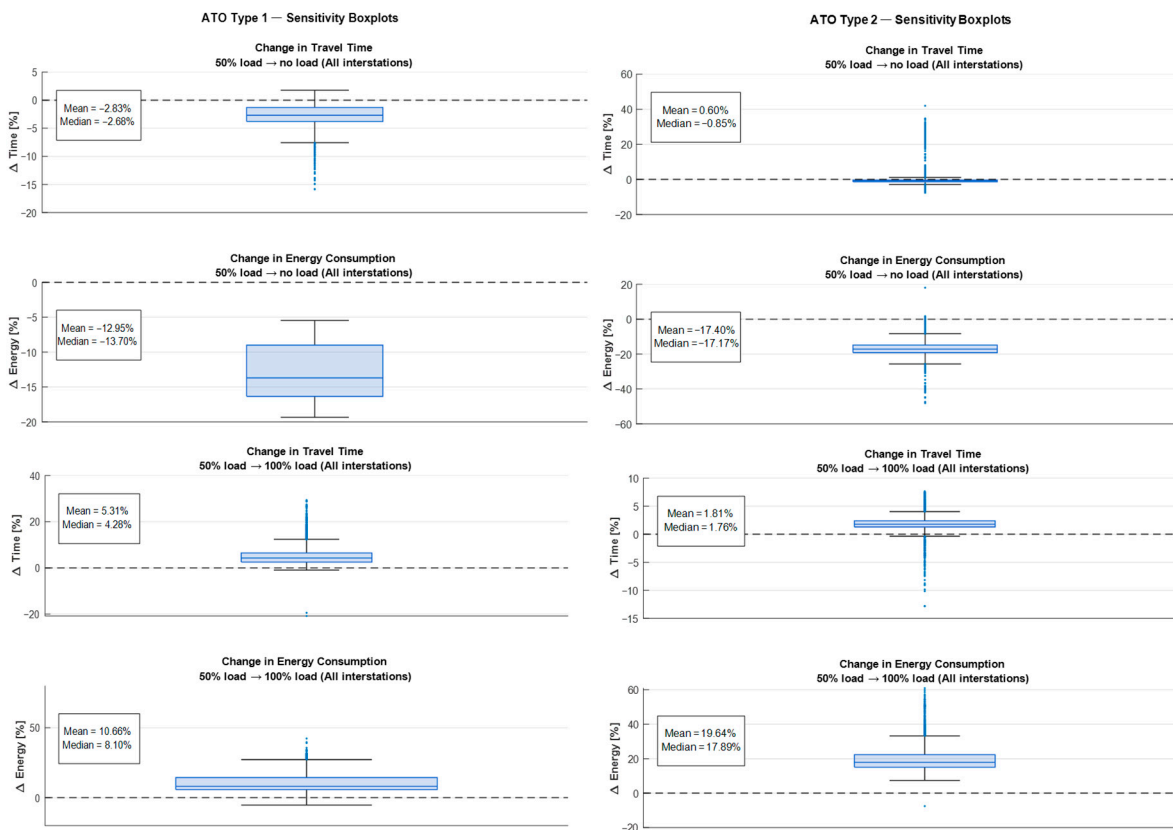 ATO Type 1 — Sensitivity Boxplots
Change in Travel Time
50% load → no load (All interstations)
5
0
−5
−10
−15
−20
Δ Time [%]
Mean = −2.83%
Median = −2.68%
Change in Energy Consumption
50% load → no load (All interstations)
0
−5
−10
−15
−20
Δ Energy [%]
Mean = −12.95%
Median = −13.70%
Change in Travel Time
50% load → 100% load (All interstations)
40
20
0
−20
Δ Time [%]
Mean = 5.31%
Median = 4.28%
Change in Energy Consumption
50% load → 100% load (All interstations)
50
0
Δ Energy [%]
Mean = 10.66%
Median = 8.10%
ATO Type 2 — Sensitivity Boxplots
Change in Travel Time
50% load → no load (All interstations)
60
40
20
0
−20
Δ Time [%]
Mean = 0.60%
Median = −0.85%
Change in Energy Consumption
50% load → no load (All interstations)
20
0
−20
−40
−60
Δ Energy [%]
Mean = −17.40%
Median = −17.17%
Change in Travel Time
50% load → 100% load (All interstations)
10
5
0
−5
−10
−15
Δ Time [%]
Mean = 1.81%
Median = 1.76%
Change in Energy Consumption
50% load → 100% load (All interstations)
60
40
20
0
−20
Δ Energy [%]
Mean = 19.64%
Median = 17.89%